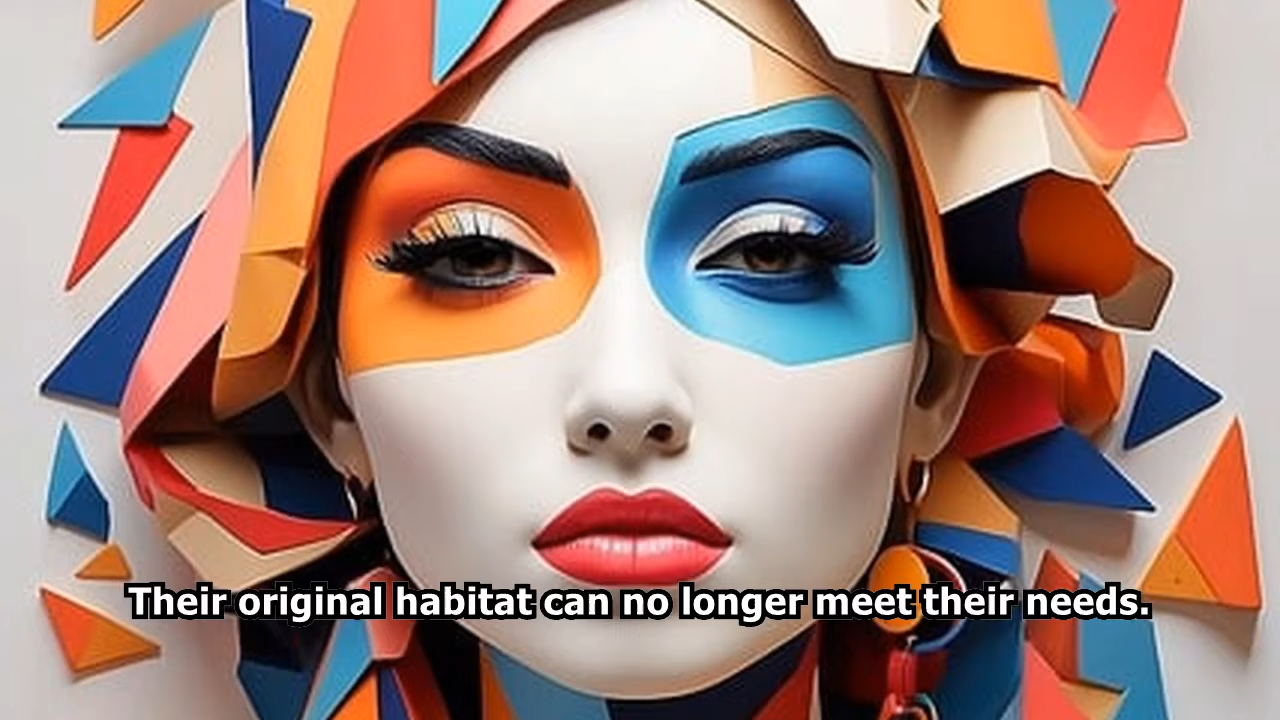 Their original habitat can no longer meet their needs.